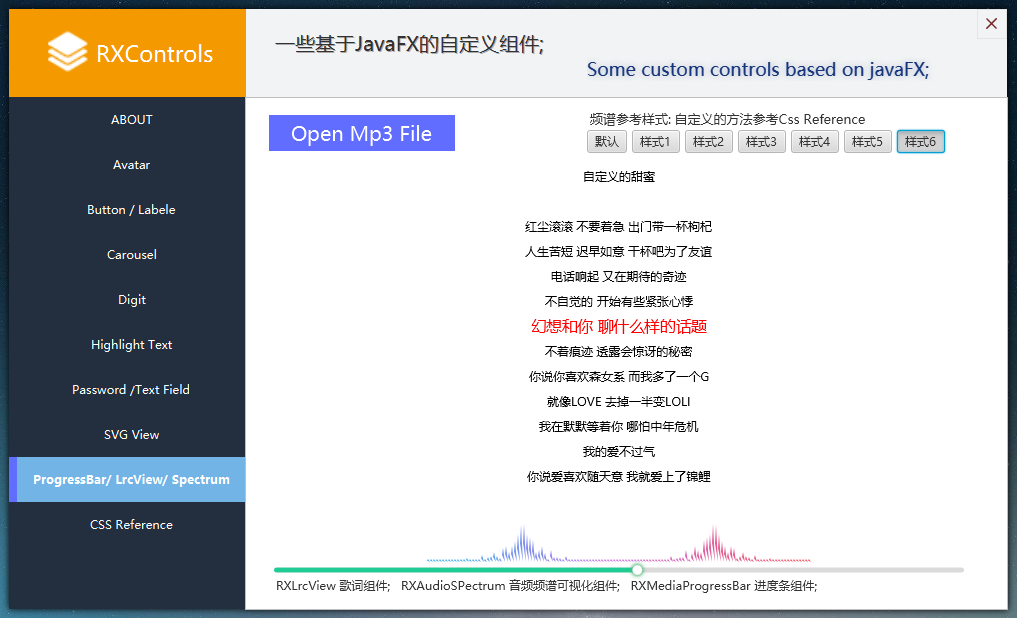 RXControls
一些基于JavaFX的自定义组件;
Some custom controls based on javaFX;
ABOUT
Avatar
Button / Labele
Carousel
Digit
Highlight Text
Password /Text Field
SVG View
ProgressBar/ LrcView/ Spectrum
CSS Reference
Open Mp3 File
频谱参考样式: 自定义的方法参考Css Reference
默认 样式1 样式2 样式3 样式4 样式5 样式6
自定义的甜蜜
红尘滚滚 不要着急 出门带一杯枸杞
人生苦短 迟早如意 干杯吧为了友谊
电话响起 又在期待的奇迹
不自觉的 开始有些紧张心悸
幻想和你 聊什么样的话题
不着痕迹 透露会惊讶的秘密
你说你喜欢森女系 而我多了一个G
就像LOVE 去掉一半变LOLI
我在默默等着你 哪怕中年危机
我的爱不过气
你说爱喜欢随天意 我就爱上了锦鲤
RXLrcView 歌词组件; RXAudioSPectrum 音频频谱可视化组件; RXMediaProgressBar 进度条组件;